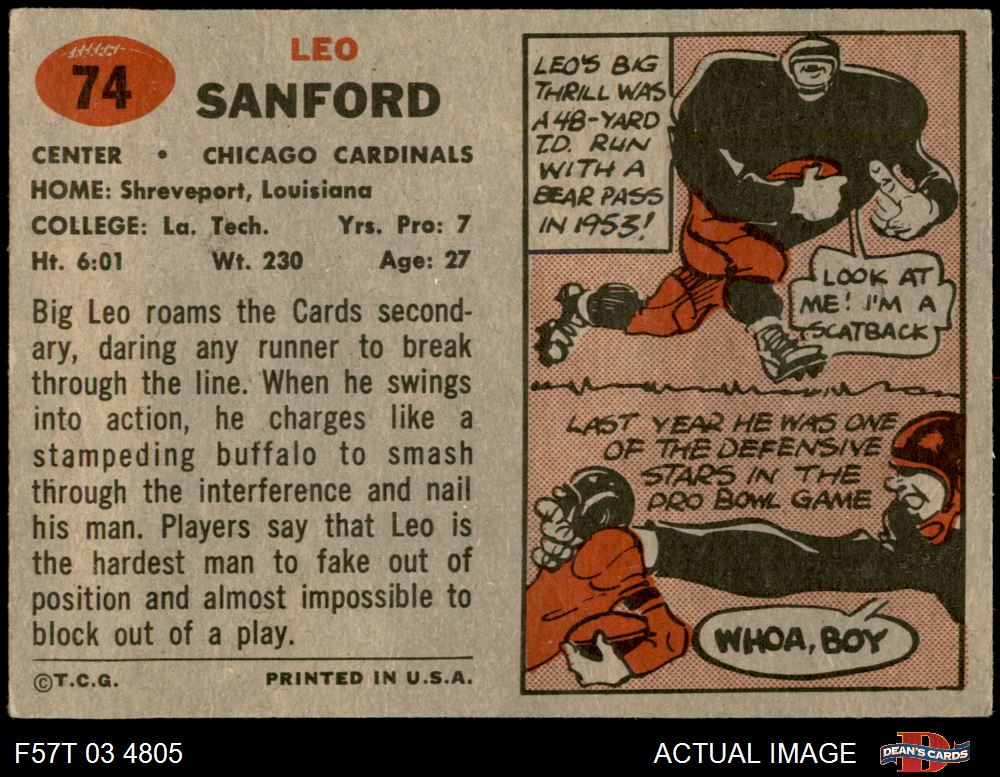 74
LEO
SANFORD
CENTER • CHICAGO CARDINALS
HOME: Shreveport, Louisiana
COLLEGE: La. Tech. Yrs. Pro: 7
Ht. 6:01 Wt. 230 Age: 27
Big Leo roams the Cards second-
ary, daring any runner to break
through the line. When he swings
into action, he charges like a
stampeding buffalo to smash
through the interference and nail
his man. Players say that Leo is
the hardest man to fake out of
position and almost impossible to
block out of a play.
©T.C.G. PRINTED IN U.S.A.
LEO'S BIG
THRILL WAS
A 48-YARD
T.D. RUN
WITH A
BEAR PASS
IN 1953!
LOOK AT
ME! I'M A
SCATBACK
LAST YEAR HE WAS ONE
OF THE DEFENSIVE
STARS IN THE
PRO BOWL GAME
WHOA, BOY
F57T 03 4805
ACTUAL IMAGE
DEAN'S CARDS